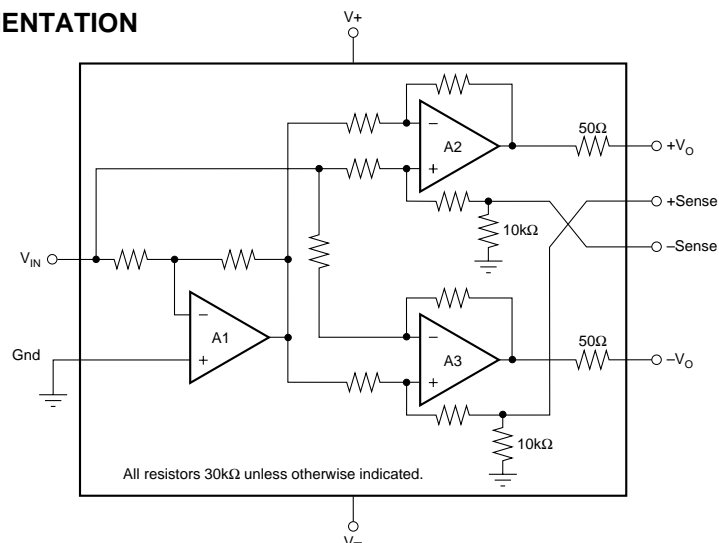 ENTATION
V+
50Ω
+VO
A2
−
+
+Sense
10kΩ
−Sense
VIN
−
A1
+
Gnd
−
A3
+
50Ω
−VO
10kΩ
All resistors 30kΩ unless otherwise indicated.
V−